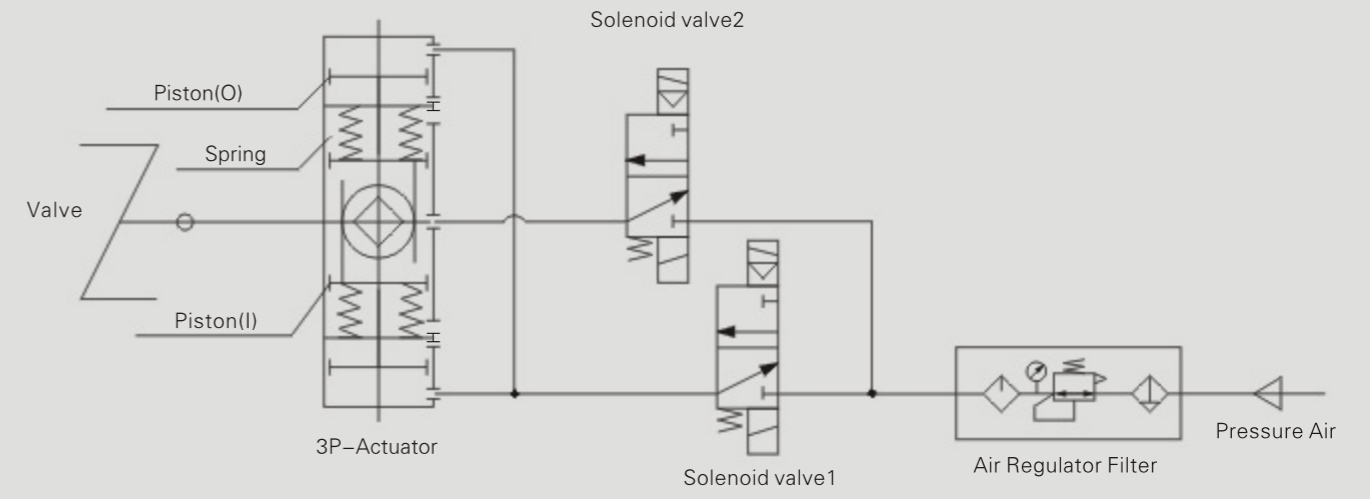 Solenoid valve2
Piston(O)
Spring
Valve
Piston(I)
3P–Actuator
Solenoid valve1
Air Regulator Filter
Pressure Air